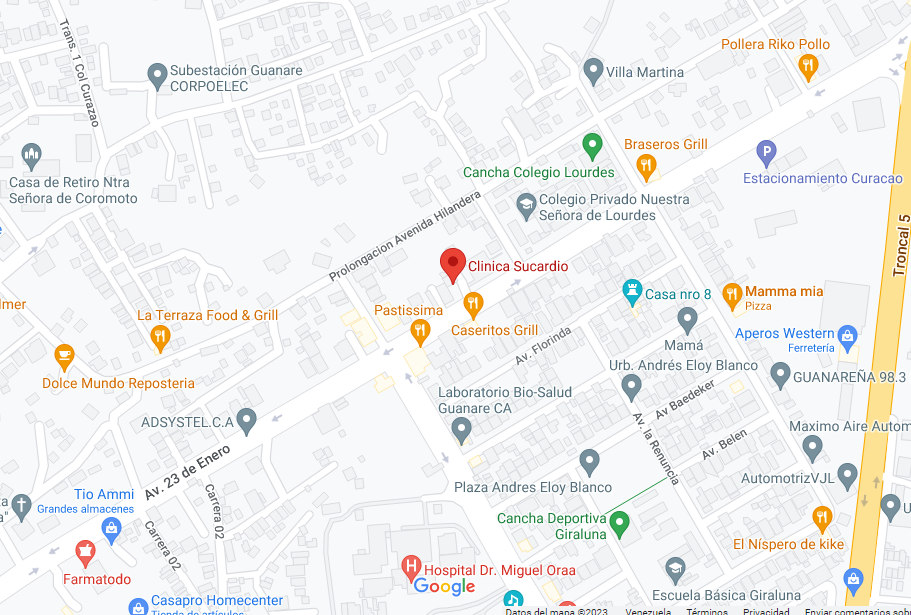 Trans. 1 Col Curazao
Pollera Riko Pollo
Subestación Guanare
CORPOELEC
Villa Martina
Braseros Grill
Cancha Colegio Lourdes
Estacionamiento Curacao
Casa de Retiro Ntra
Señora de Coromoto
Colegio Privado Nuestra
Señora de Lourdes
Prolongacion Avenida Hilandera
Troncal 5
Clinica Sucardio
Casa nro 8
Mamma mia
Pizza
lmer
La Terraza Food & Grill
Pastissima
Caseritos Grill
Av. Florinda
Mamá
Aperos Western
Ferretería
Urb. Andrés Eloy Blanco
GUANAREÑA 98.3
Dolce Mundo Reposteria
Laboratorio Bio-Salud
Guanare CA
Av Baedeker
ADSYSTEL.C.A
Av. la Renuncia
Av. Belen
Maximo Aire Autom
Av. 23 de Enero
AutomotrizVJL
Plaza Andres Eloy Blanco
Tio Ammi
Grandes almacenes
Carrera 02
Carrera 02
Cancha Deportiva
Giraluna
El Níspero de kike
Farmatodo
Hospital Dr. Miguel Oraa
Google
Escuela Básica Giraluna
Casapro Homecenter
Tienda de artículos
Datos del mapa ©2023 Venezuela Términos Privacidad Enviar comentarios sobre